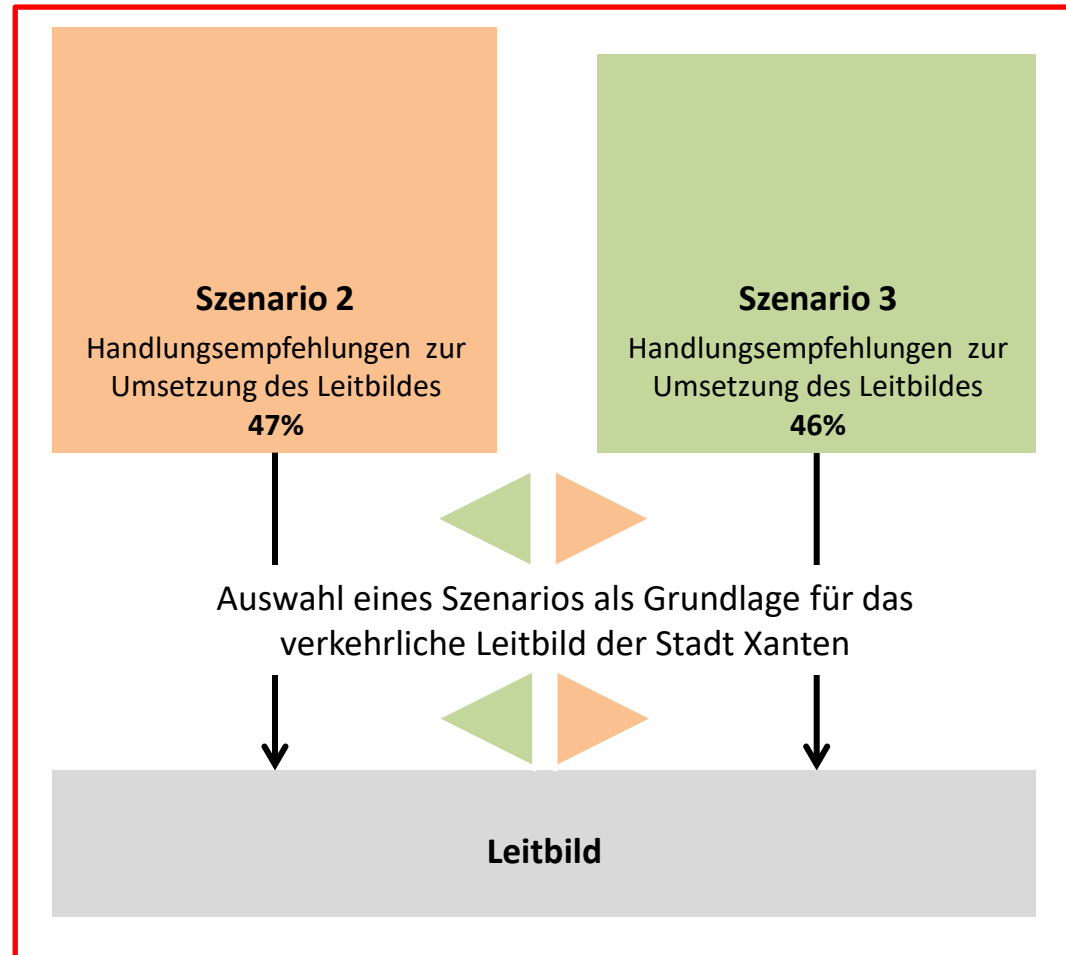 Szenario 2
Handlungsempfehlungen zur
Umsetzung des Leitbildes
47%
Szenario 3
Handlungsempfehlungen zur
Umsetzung des Leitbildes
46%
Auswahl eines Szenarios als Grundlage für das
verkehrliche Leitbild der Stadt Xanten
Leitbild